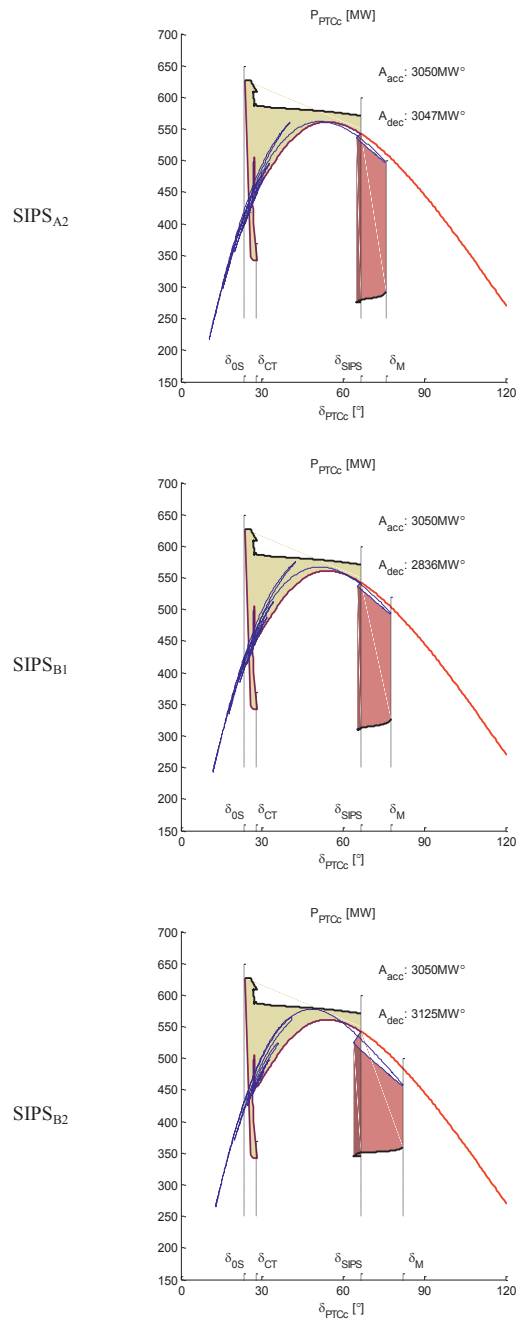 P_PTCc [MW]
700
650
A_acc: 3050MW°
600
A_dec: 3047MW°
550
500
450
SIPS_A2
400
350
300
250
200
δ_0S δ_CT δ_SIPS δ_M
150
0 30 60 90 120
δ_PTCc [°]
P_PTCc [MW]
700
650
A_acc: 3050MW°
600
A_dec: 2836MW°
550
500
450
SIPS_B1
400
350
300
250
200
δ_0S δ_CT δ_SIPS δ_M
150
0 30 60 90 120
δ_PTCc [°]
P_PTCc [MW]
700
650
A_acc: 3050MW°
600
A_dec: 3125MW°
550
500
450
SIPS_B2
400
350
300
250
200
δ_0S δ_CT δ_SIPS δ_M
150
0 30 60 90 120
δ_PTCc [°]